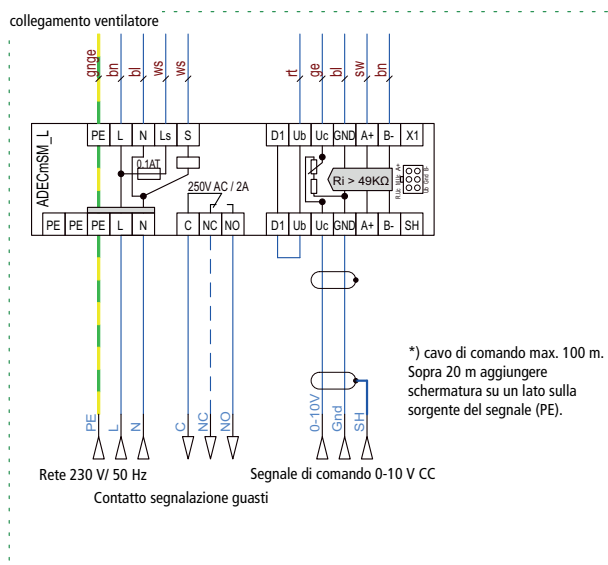 collegamento ventilatore
gnge bn bl ws ws rt ge bl sw bn
PE L N Ls S D1 Ub Uc GND A+ B- X1
ADECmSM_L
0.1AT
250V AC / 2A
Ri > 49KΩ
PE PE PE L N C NC NO D1 Ub Uc GND A+ B- SH
*) cavo di comando max. 100 m.
Sopra 20 m aggiungere
schermatura su un lato sulla
sorgente del segnale (PE).
PE L N C NC NO 0-10V Gnd SH
Rete 230 V/ 50 Hz
Segnale di comando 0-10 V CC
Contatto segnalazione guasti